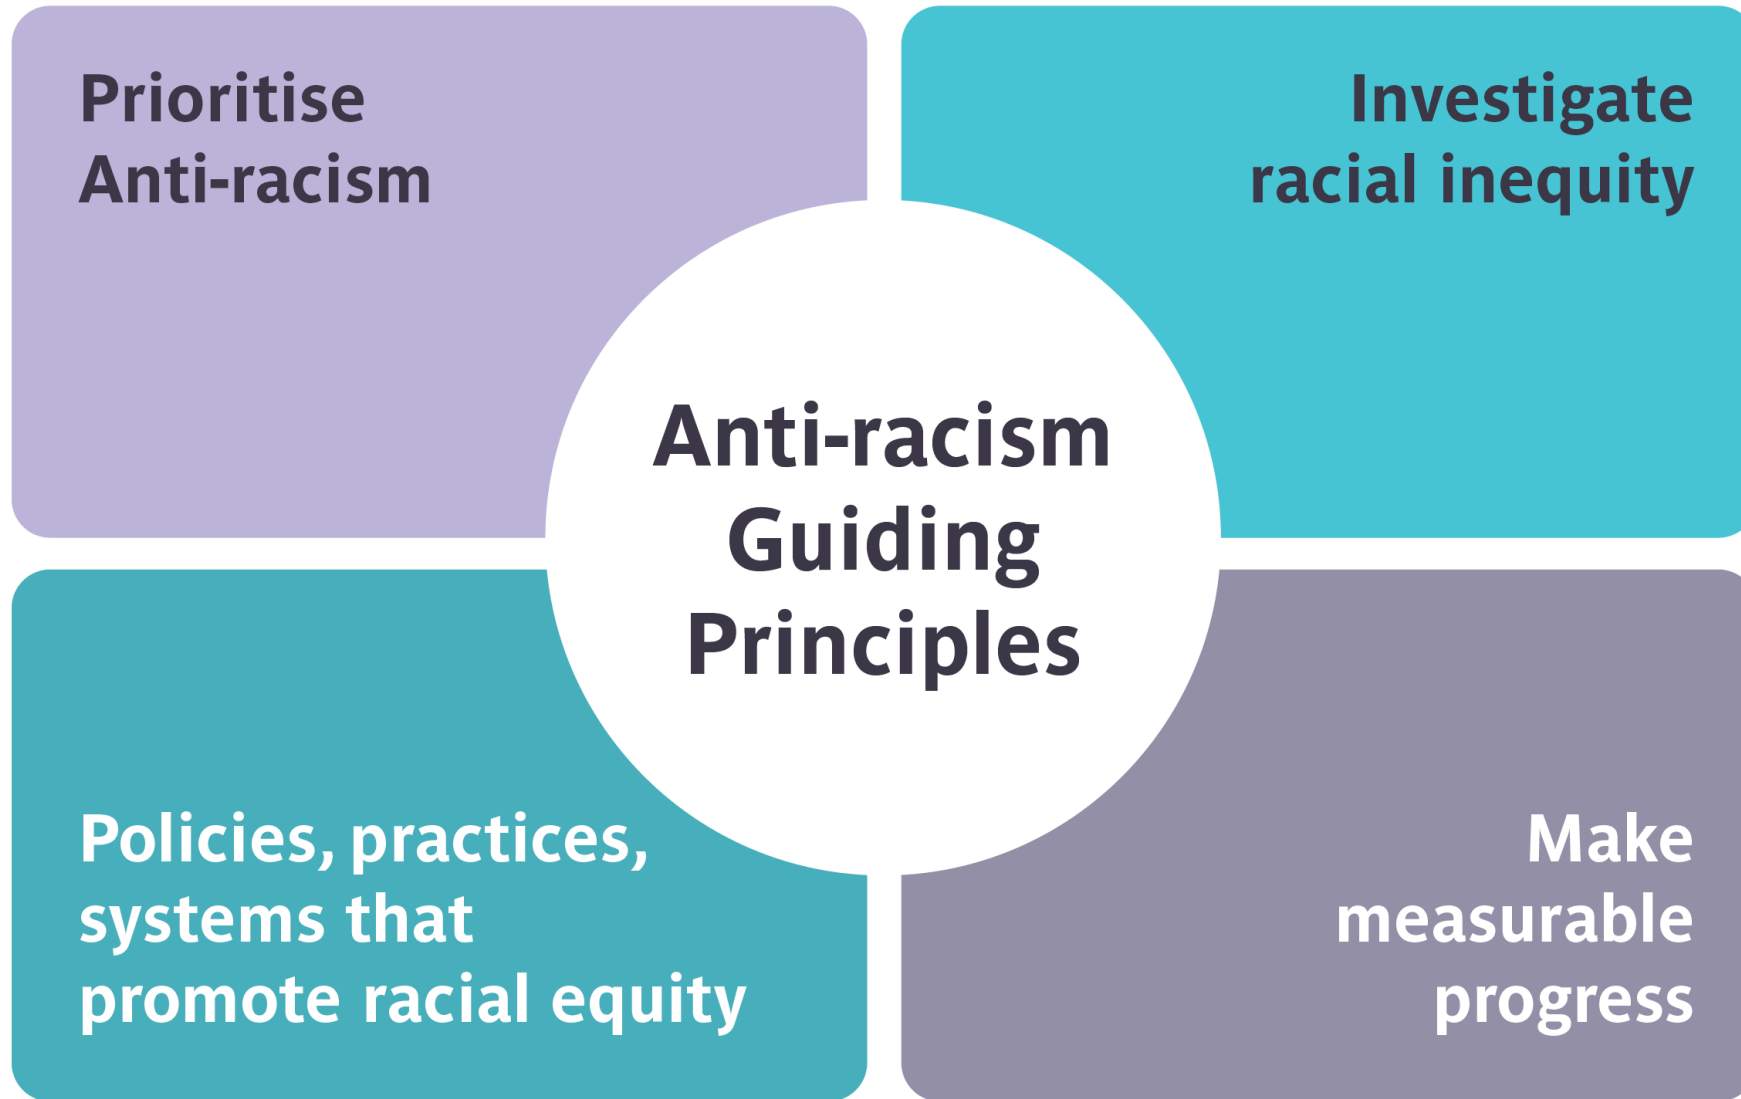 Prioritise
Anti-racism
Investigate
racial inequity
Anti-racism
Guiding
Principles
Policies, practices,
systems that
promote racial equity
Make
measurable
progress